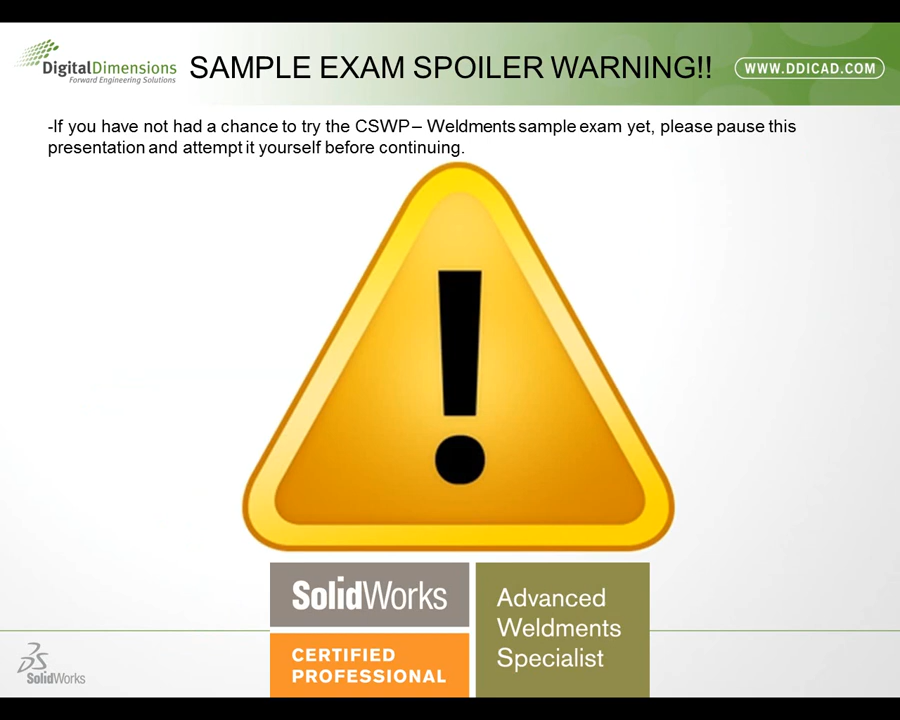 DigitalDimensions
Forward Engineering Solutions
SAMPLE EXAM SPOILER WARNING!!
WWW.DDICAD.COM
-If you have not had a chance to try the CSWP – Weldments sample exam yet, please pause this
presentation and attempt it yourself before continuing.
!
SolidWorks
CERTIFIED
PROFESSIONAL
Advanced
Weldments
Specialist
DS
SolidWorks